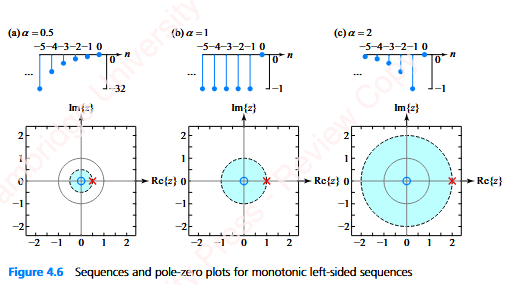 (a) α = 0.5 (b) α = 1 (c) α = 2
-5-4-3-2-1 0 n -5-4-3-2-1 0 n -5-4-3-2-1 0 n
0 0 0
... -32 ... -1 ... -1
Im{z} Im{z} Im{z}
2 2 2
1 1 1
0 Re{z} 0 Re{z} 0 Re{z}
-1 -1 -1
-2 -2 -2
-2 -1 0 1 2 -2 -1 0 1 2 -2 -1 0 1 2
Figure 4.6 Sequences and pole-zero plots for monotonic left-sided sequences